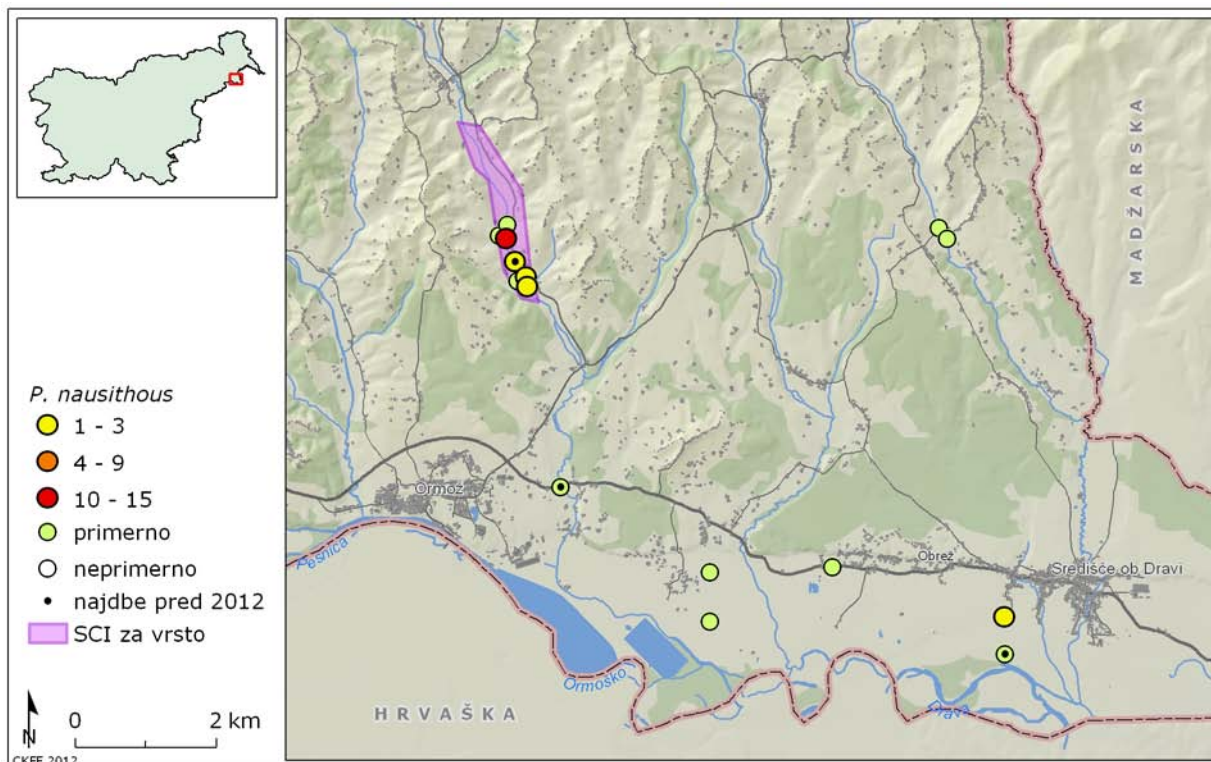 P. nausithous
1 - 3
4 - 9
10 - 15
primerno
neprimerno
najdbe pred 2012
SCI za vrsto
N
0 2 km
CKFF 2012
MADŽARSKA
Ormož
Pesnica
Obrež
Središče ob Dravi
Ormoško
HRVAŠKA
Drava